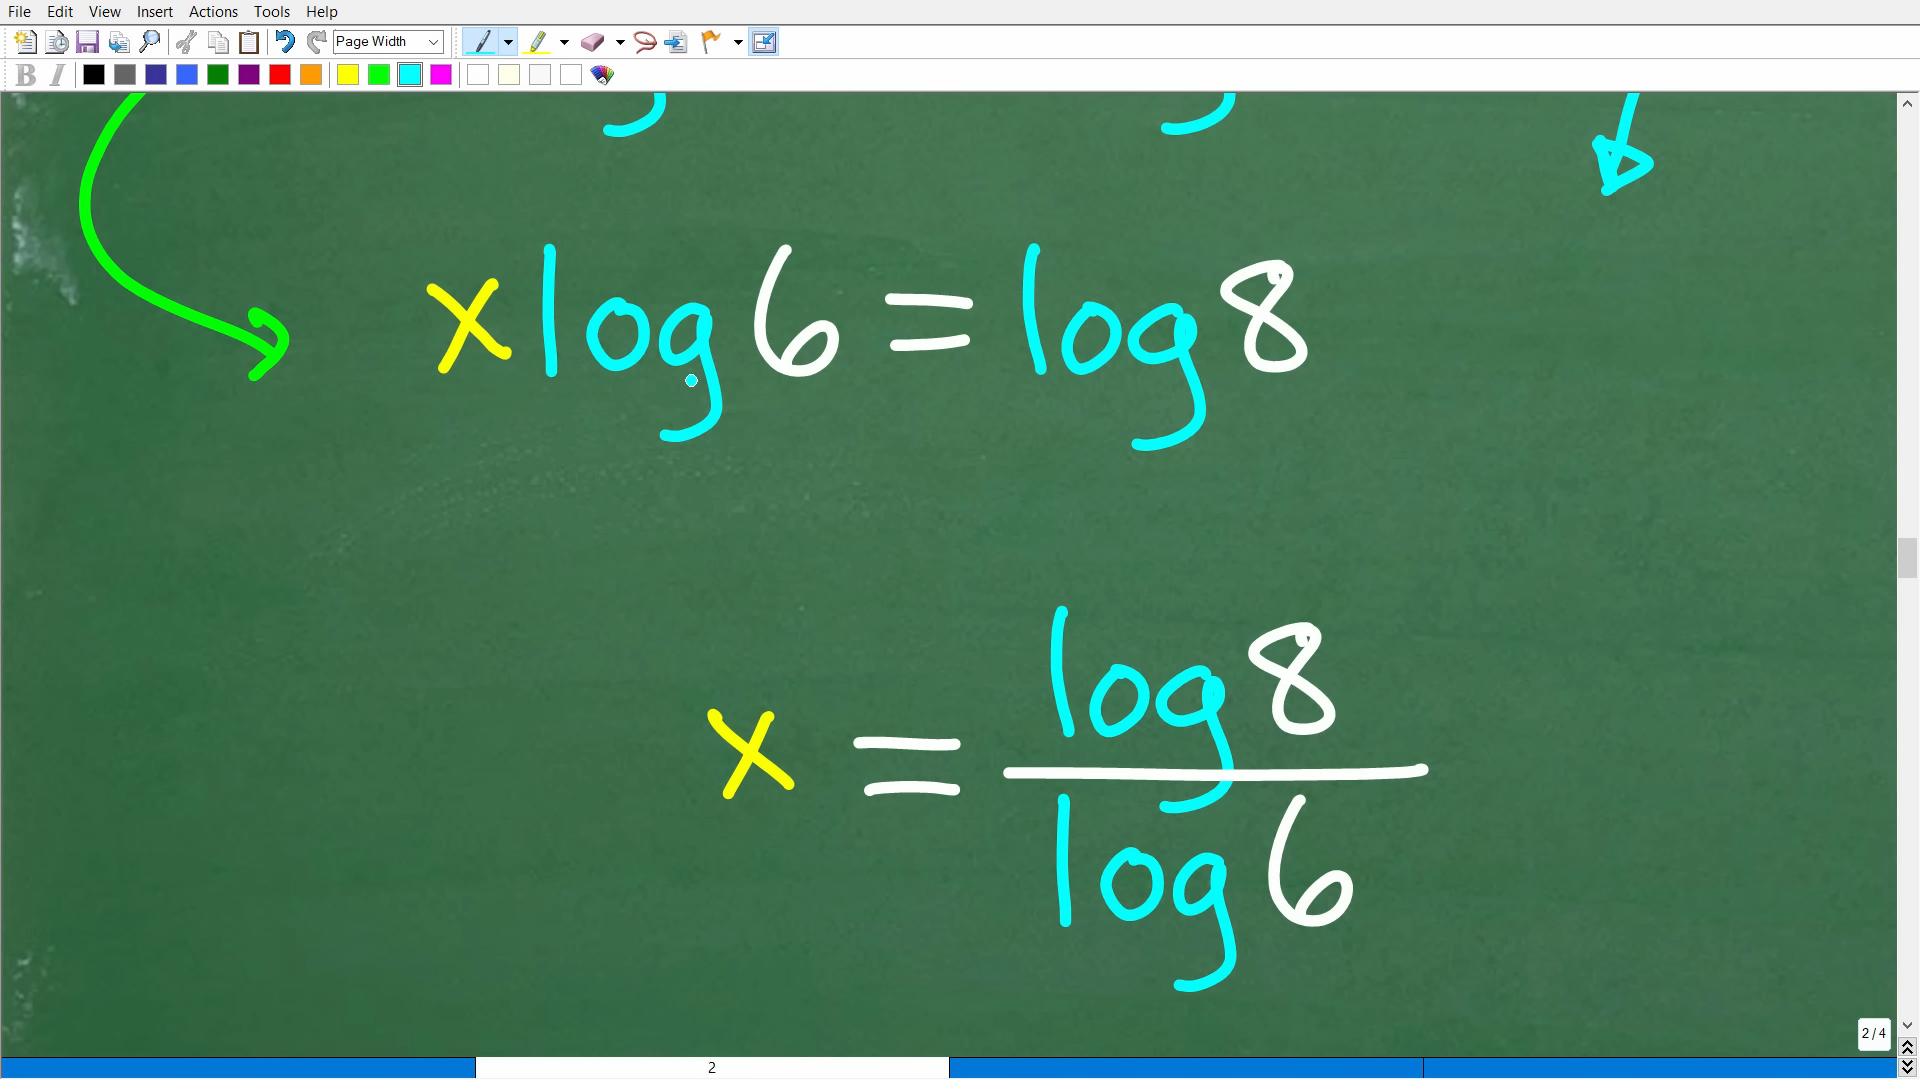 File Edit View Insert Actions Tools Help
Page Width
B I
x log 6 = log 8
x = log 8 / log 6
2 / 4
2